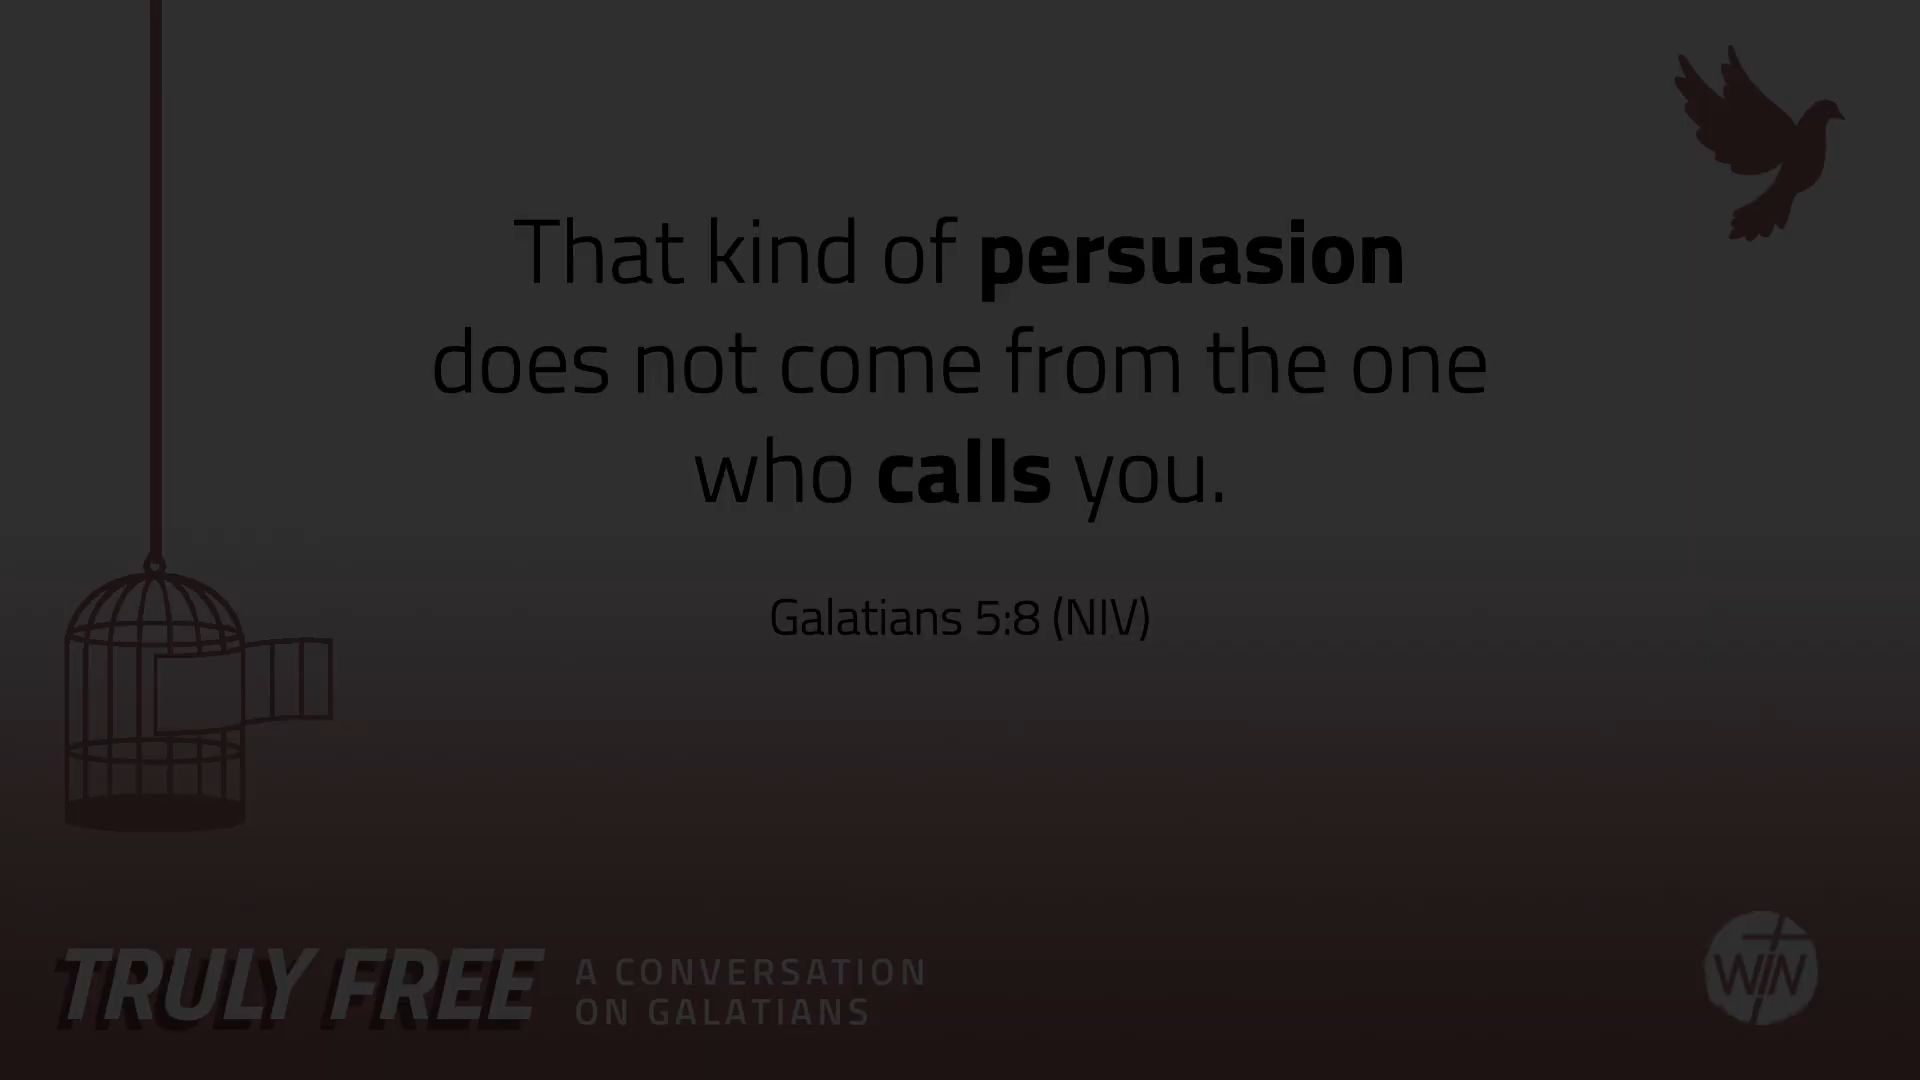 That kind of persuasion
does not come from the one
who calls you.
Galatians 5:8 (NIV)
TRULY FREE
A CONVERSATION
ON GALATIANS
WIN